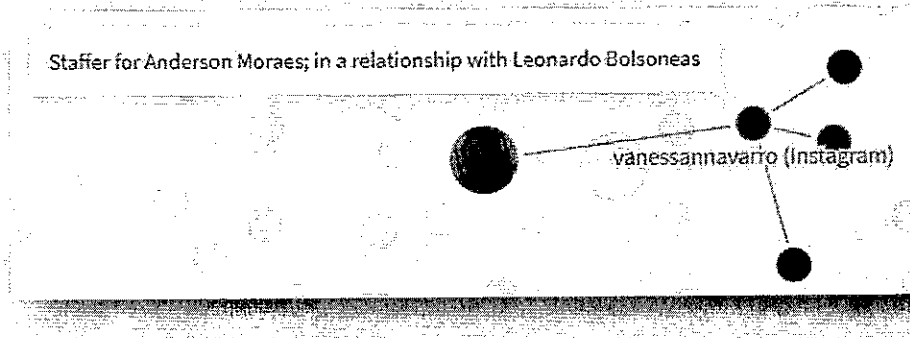 Staffer for Anderson Moraes; in a relationship with Leonardo Bolsoneas
vanessannavarro (Instagram)